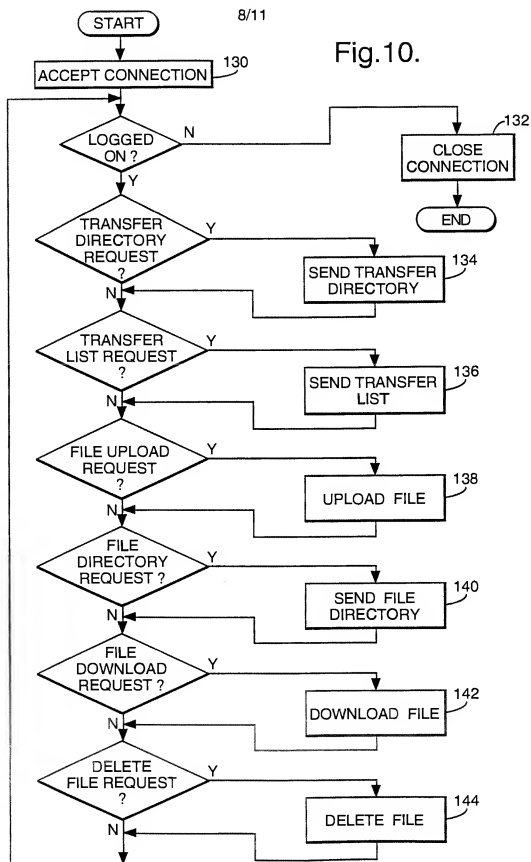 8/11
Fig.10.
START
ACCEPT CONNECTION
130
LOGGED
ON ?
N
Y
132
CLOSE
CONNECTION
END
TRANSFER
DIRECTORY
REQUEST
?
Y
N
134
SEND TRANSFER
DIRECTORY
TRANSFER
LIST REQUEST
?
Y
N
136
SEND TRANSFER
LIST
FILE UPLOAD
REQUEST
?
Y
N
138
UPLOAD FILE
FILE
DIRECTORY
REQUEST ?
Y
N
140
SEND FILE
DIRECTORY
FILE
DOWNLOAD
REQUEST ?
Y
N
142
DOWNLOAD FILE
DELETE
FILE REQUEST
?
Y
N
144
DELETE FILE